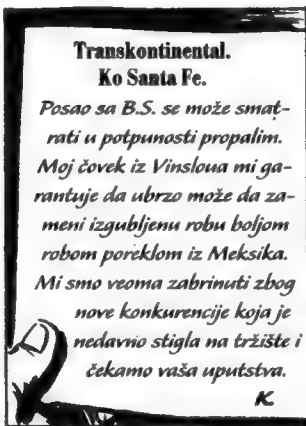 Transkontinental.
Ko Santa Fe.
Posao sa B.S. se može smat-
rati u potpunosti propalim.
Moj čovek iz Vinsloua mi ga-
rantuje da ubrzo može da za-
meni izgubljenu robu boljom
robom poreklom iz Meksika.
Mi smo veoma zabrinuti zbog
nove konkurencije koja je
nedavno stigla na tržište i
čekamo vaša uputstva.
K